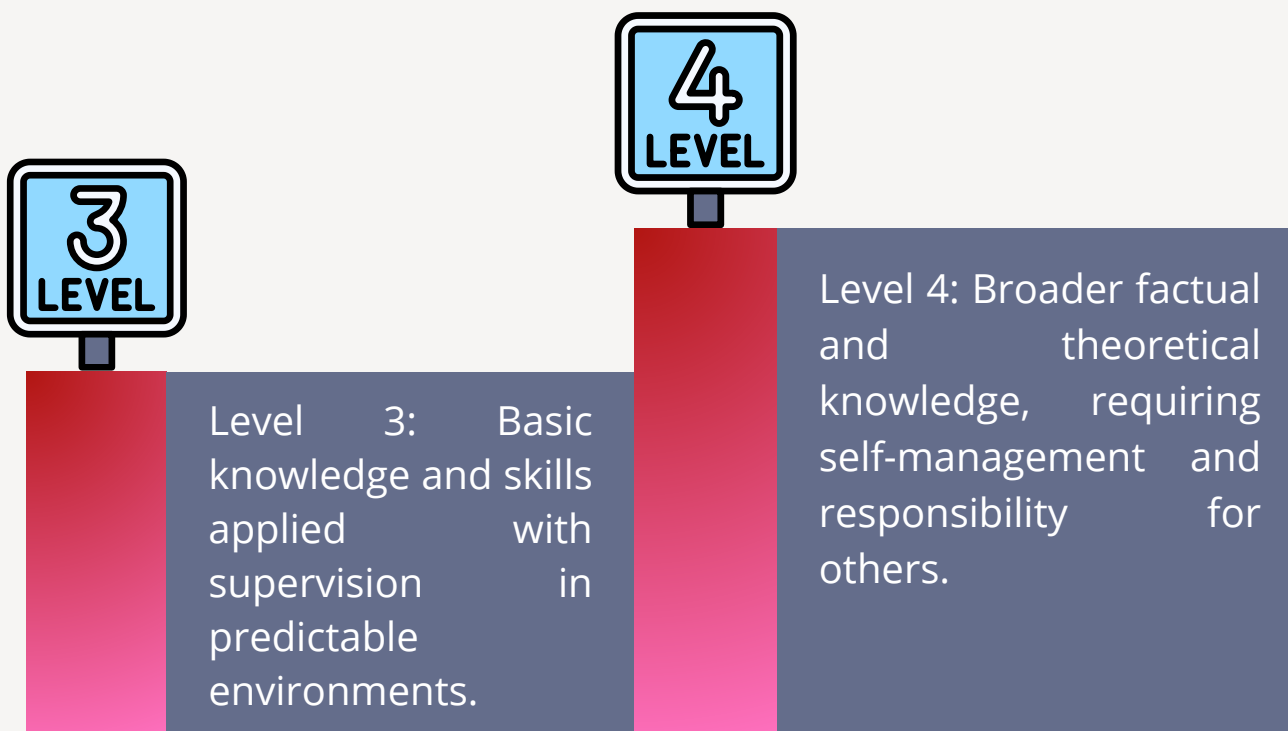 3
LEVEL
Level 3: Basic
knowledge and skills
applied with
supervision in
predictable
environments.
4
LEVEL
Level 4: Broader factual
and theoretical
knowledge, requiring
self-management and
responsibility for
others.